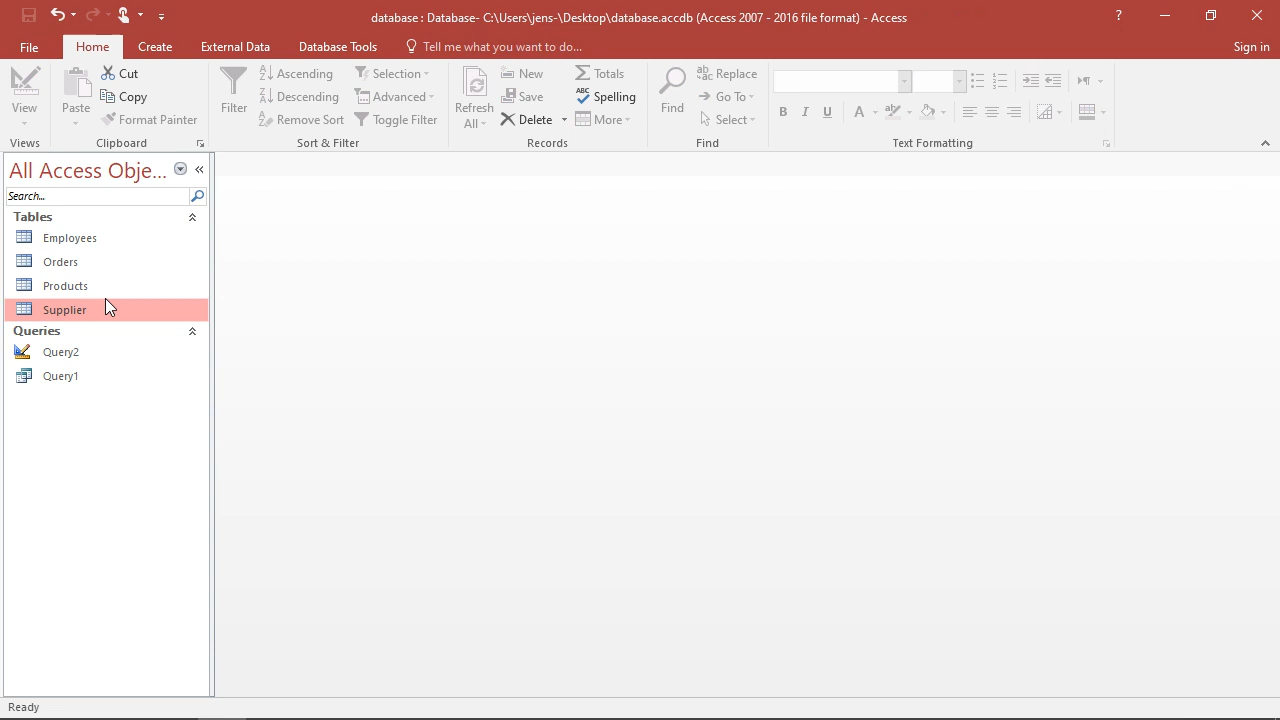 database : Database- C:\Users\jens-\Desktop\database.accdb (Access 2007 - 2016 file format) - Access
?
File Home Create External Data Database Tools Tell me what you want to do... Sign in
View
Views
Paste
Cut
Copy
Format Painter
Clipboard
Filter
Ascending
Descending
Remove Sort
Selection
Advanced
Toggle Filter
Sort & Filter
Refresh
All
New
Save
Delete
Totals
Spelling
More
Records
Find
Replace
Go To
Select
Find
B I U A
Text Formatting
All Access Obje...
Search...
Tables
Employees
Orders
Products
Supplier
Queries
Query2
Query1
Ready